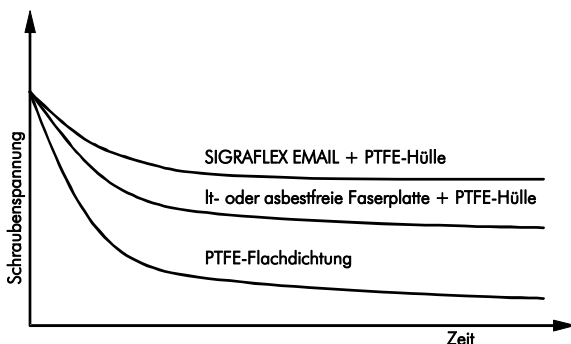 Schraubenspannung
SIGRAFLEX EMAIL + PTFE-Hülle
It- oder asbestfreie Faserplatte + PTFE-Hülle
PTFE-Flachdichtung
Zeit